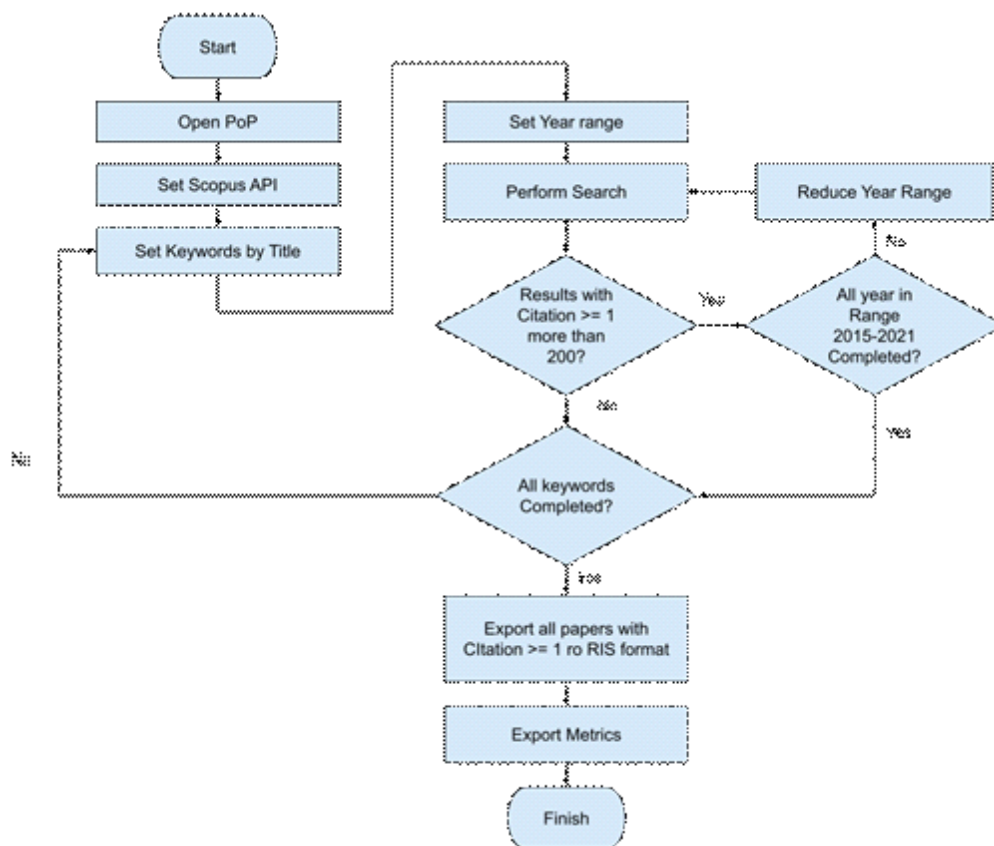 Start
Open PoP
Set Scopus API
Set Keywords by Title
Set Year range
Perform Search
Reduce Year Range
No
Results with
Citation >= 1
more than
200?
Yes
All year in
Range
2015-2021
Completed?
No
Yes
No
All keywords
Completed?
Yes
Export all papers with
CItation >= 1 ro RIS format
Export Metrics
Finish